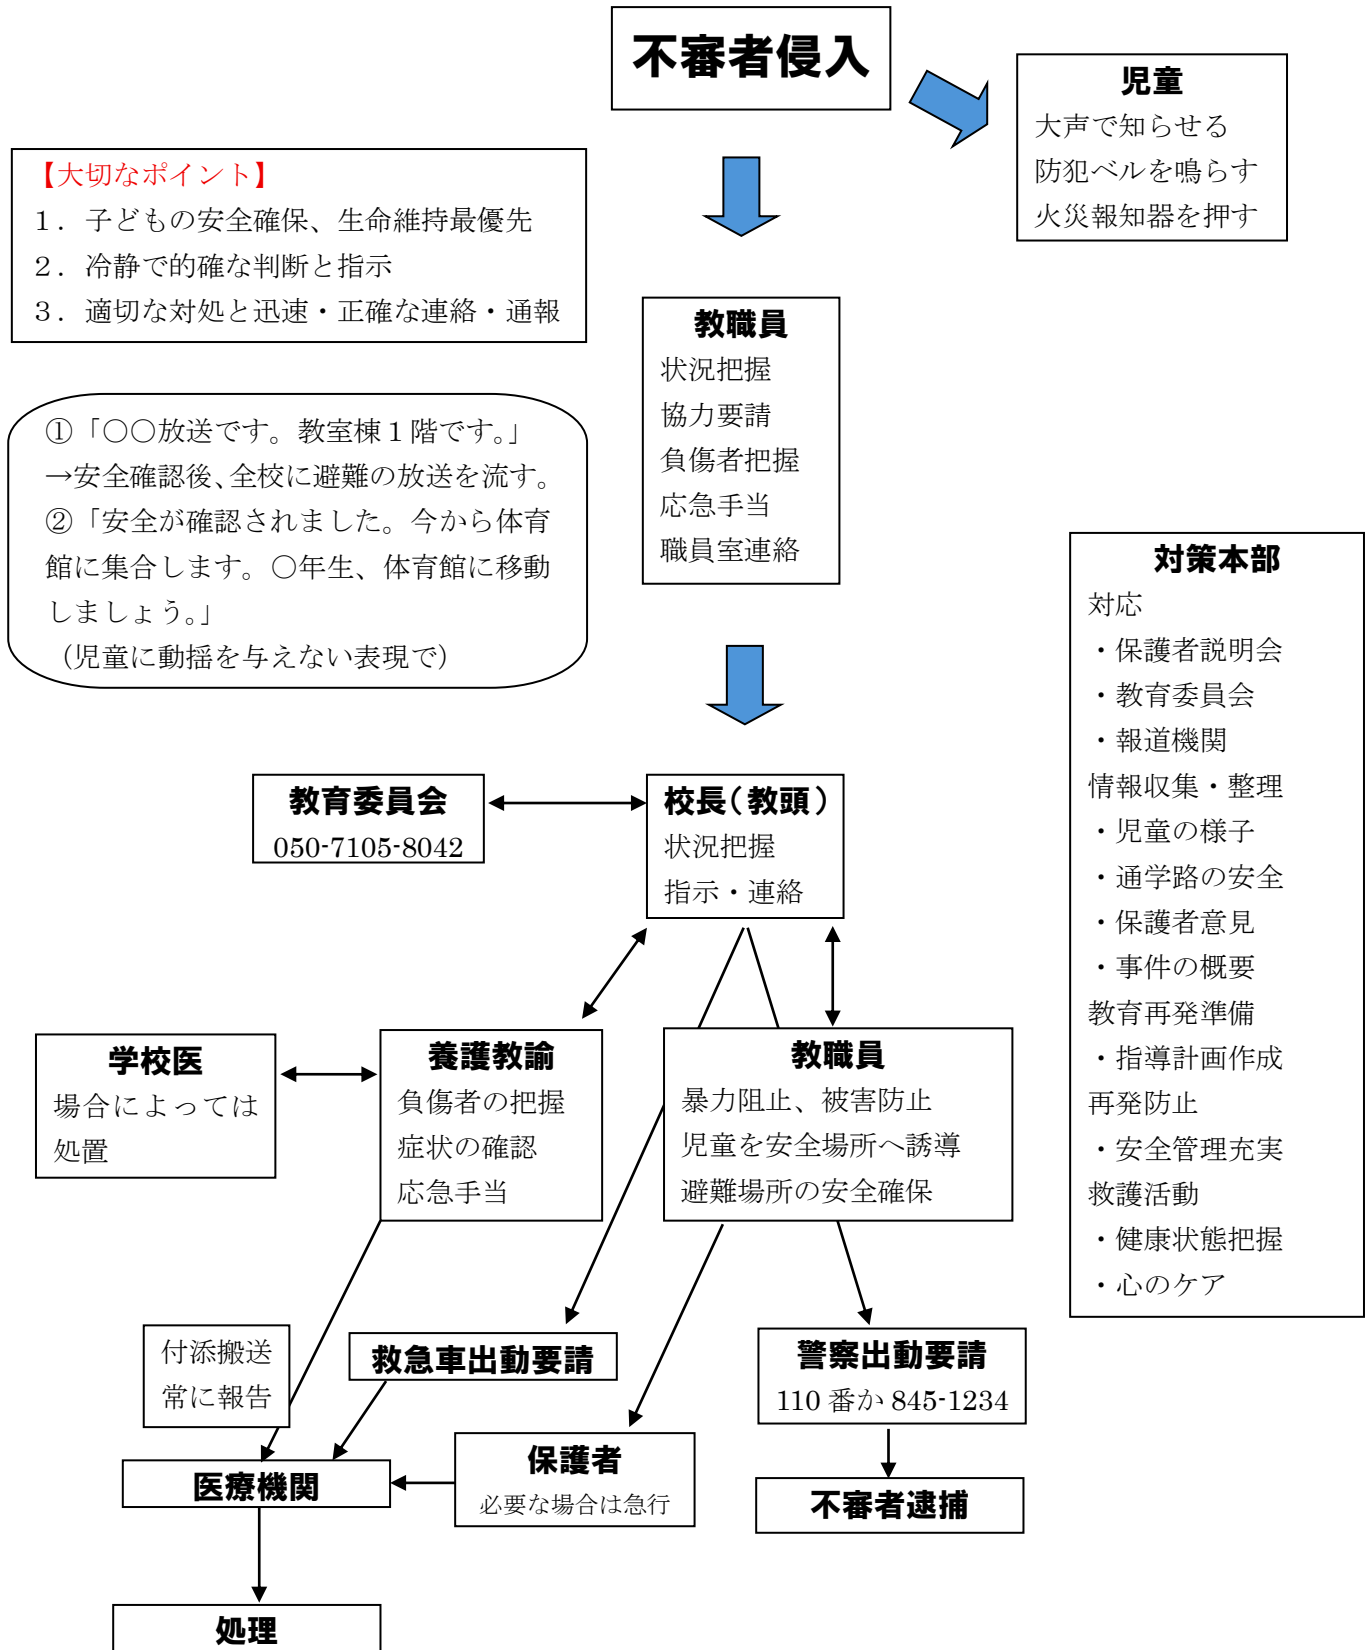 不審者侵入
児童
大声で知らせる
防犯ベルを鳴らす
火災報知器を押す
【大切なポイント】
１．子どもの安全確保、生命維持最優先
２．冷静で的確な判断と指示
３．適切な対処と迅速・正確な連絡・通報
教職員
状況把握
協力要請
負傷者把握
応急手当
職員室連絡
①「○○放送です。教室棟１階です。」
→安全確認後、全校に避難の放送を流す。
②「安全が確認されました。今から体育
館に集合します。○年生、体育館に移動
しましょう。」
（児童に動揺を与えない表現で）
対策本部
対応
・保護者説明会
・教育委員会
・報道機関
情報収集・整理
・児童の様子
・通学路の安全
・保護者意見
・事件の概要
教育再発準備
・指導計画作成
再発防止
・安全管理充実
救護活動
・健康状態把握
・心のケア
教育委員会
050-7105-8042
校長（教頭）
状況把握
指示・連絡
学校医
場合によっては
処置
養護教諭
負傷者の把握
症状の確認
応急手当
教職員
暴力阻止、被害防止
児童を安全場所へ誘導
避難場所の安全確保
付添搬送
常に報告
救急車出動要請
警察出動要請
110 番か 845-1234
医療機関
保護者
必要な場合は急行
不審者逮捕
処理